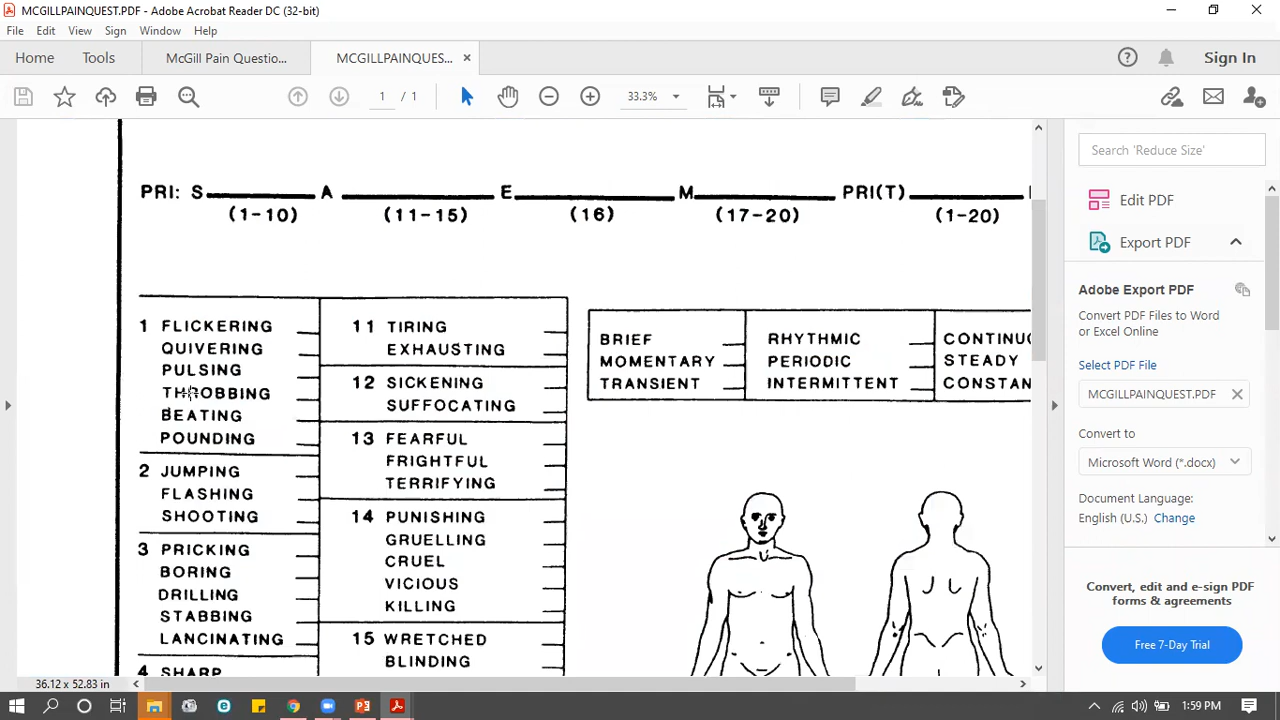 MCGILLPAINQUEST.PDF - Adobe Acrobat Reader DC (32-bit)
File Edit View Sign Window Help
Home Tools McGill Pain Questio... MCGILLPAINQUES... × Sign In
1 / 1 33.3%
PRI: S A E M PRI(T)
(1-10) (11-15) (16) (17-20) (1-20)
1 FLICKERING
QUIVERING
PULSING
THROBBING
BEATING
POUNDING
2 JUMPING
FLASHING
SHOOTING
3 PRICKING
BORING
DRILLING
STABBING
LANCINATING
4 SHARP
11 TIRING
EXHAUSTING
12 SICKENING
SUFFOCATING
13 FEARFUL
FRIGHTFUL
TERRIFYING
14 PUNISHING
GRUELLING
CRUEL
VICIOUS
KILLING
15 WRETCHED
BLINDING
BRIEF
MOMENTARY
TRANSIENT
RHYTHMIC
PERIODIC
INTERMITTENT
CONTINUO
STEADY
CONSTAN
Search 'Reduce Size'
Edit PDF
Export PDF
Adobe Export PDF
Convert PDF Files to Word
or Excel Online
Select PDF File
MCGILLPAINQUEST.PDF
Convert to
Microsoft Word (*.docx)
Document Language:
English (U.S.) Change
Convert, edit and e-sign PDF
forms & agreements
Free 7-Day Trial
36.12 x 52.83 in
1:59 PM